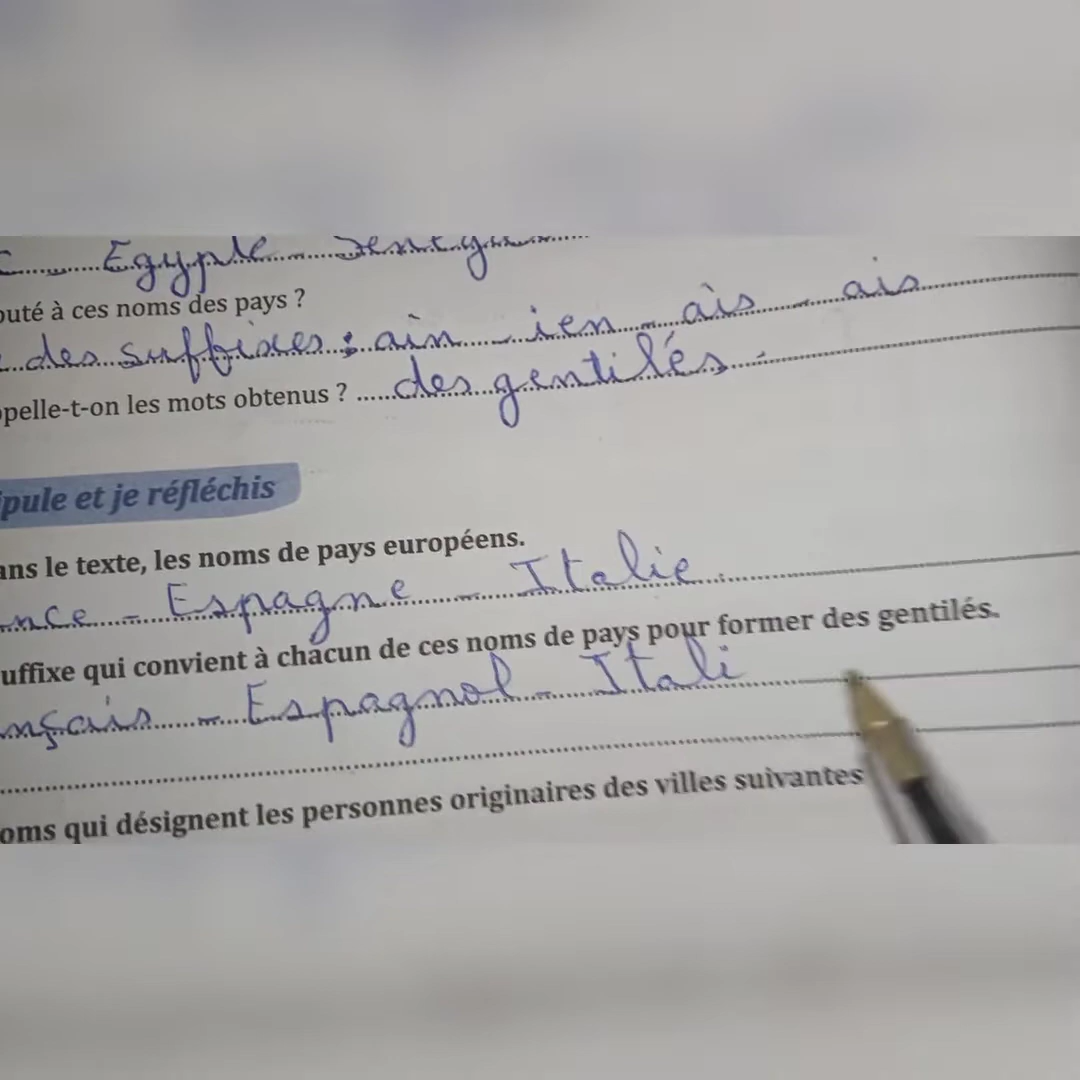 Egypte
outé à ces noms des pays ?
des suffixes : ain - ien - ais - ais
ppelle-t-on les mots obtenus ? des gentilés.
ipule et je réfléchis
ans le texte, les noms de pays européens.
nce - Espagne - Italie.
uffixe qui convient à chacun de ces noms de pays pour former des gentilés.
nçais - Espagnol - Itali
oms qui désignent les personnes originaires des villes suivantes